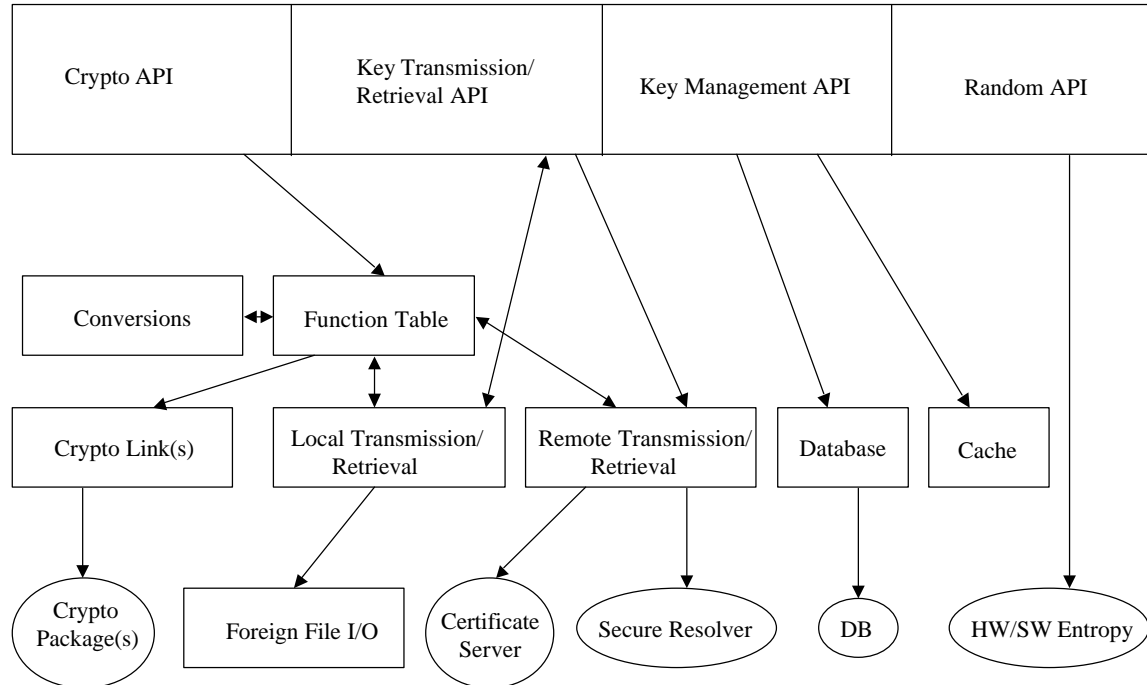 Crypto API
Key Transmission/
Retrieval API
Key Management API
Random API
Conversions
Function Table
Crypto Link(s)
Local Transmission/
Retrieval
Remote Transmission/
Retrieval
Database
Cache
Crypto
Package(s)
Foreign File I/O
Certificate
Server
Secure Resolver
DB
HW/SW Entropy